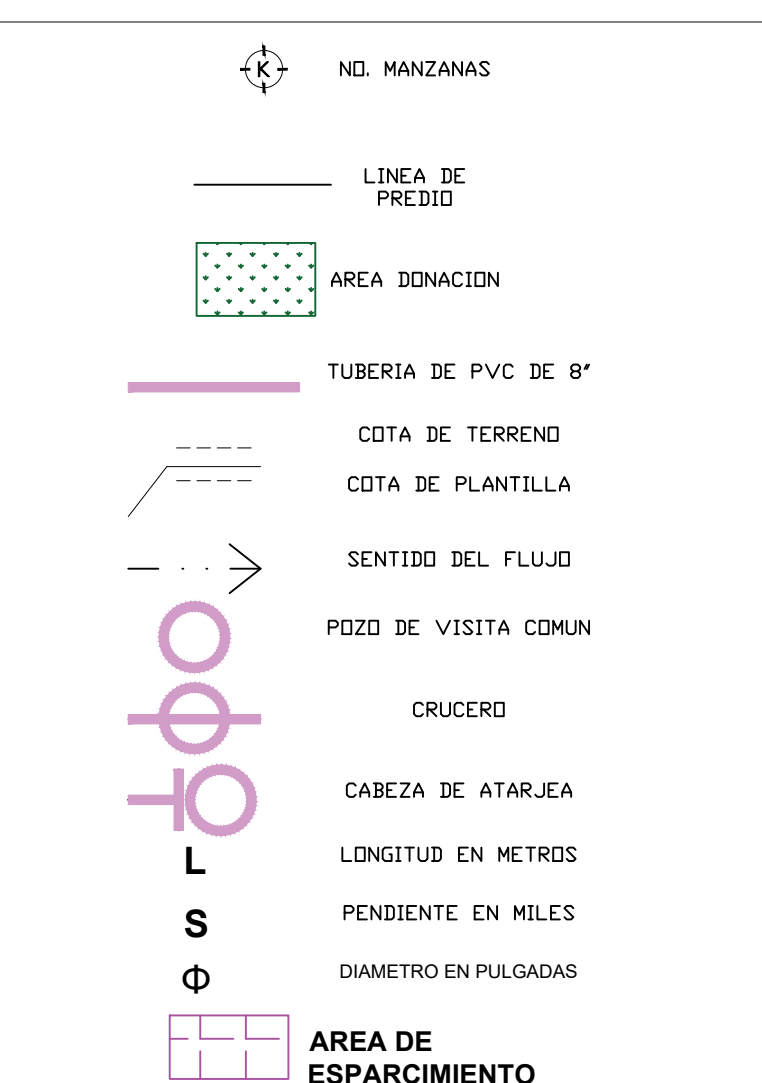 K NO. MANZANAS
LINEA DE
PREDIO
AREA DONACION
TUBERIA DE PVC DE 8"
COTA DE TERRENO
COTA DE PLANTILLA
SENTIDO DEL FLUJO
POZO DE VISITA COMUN
CRUCERO
CABEZA DE ATARJEA
L LONGITUD EN METROS
S PENDIENTE EN MILES
Φ DIAMETRO EN PULGADAS
AREA DE
ESPARCIMIENTO